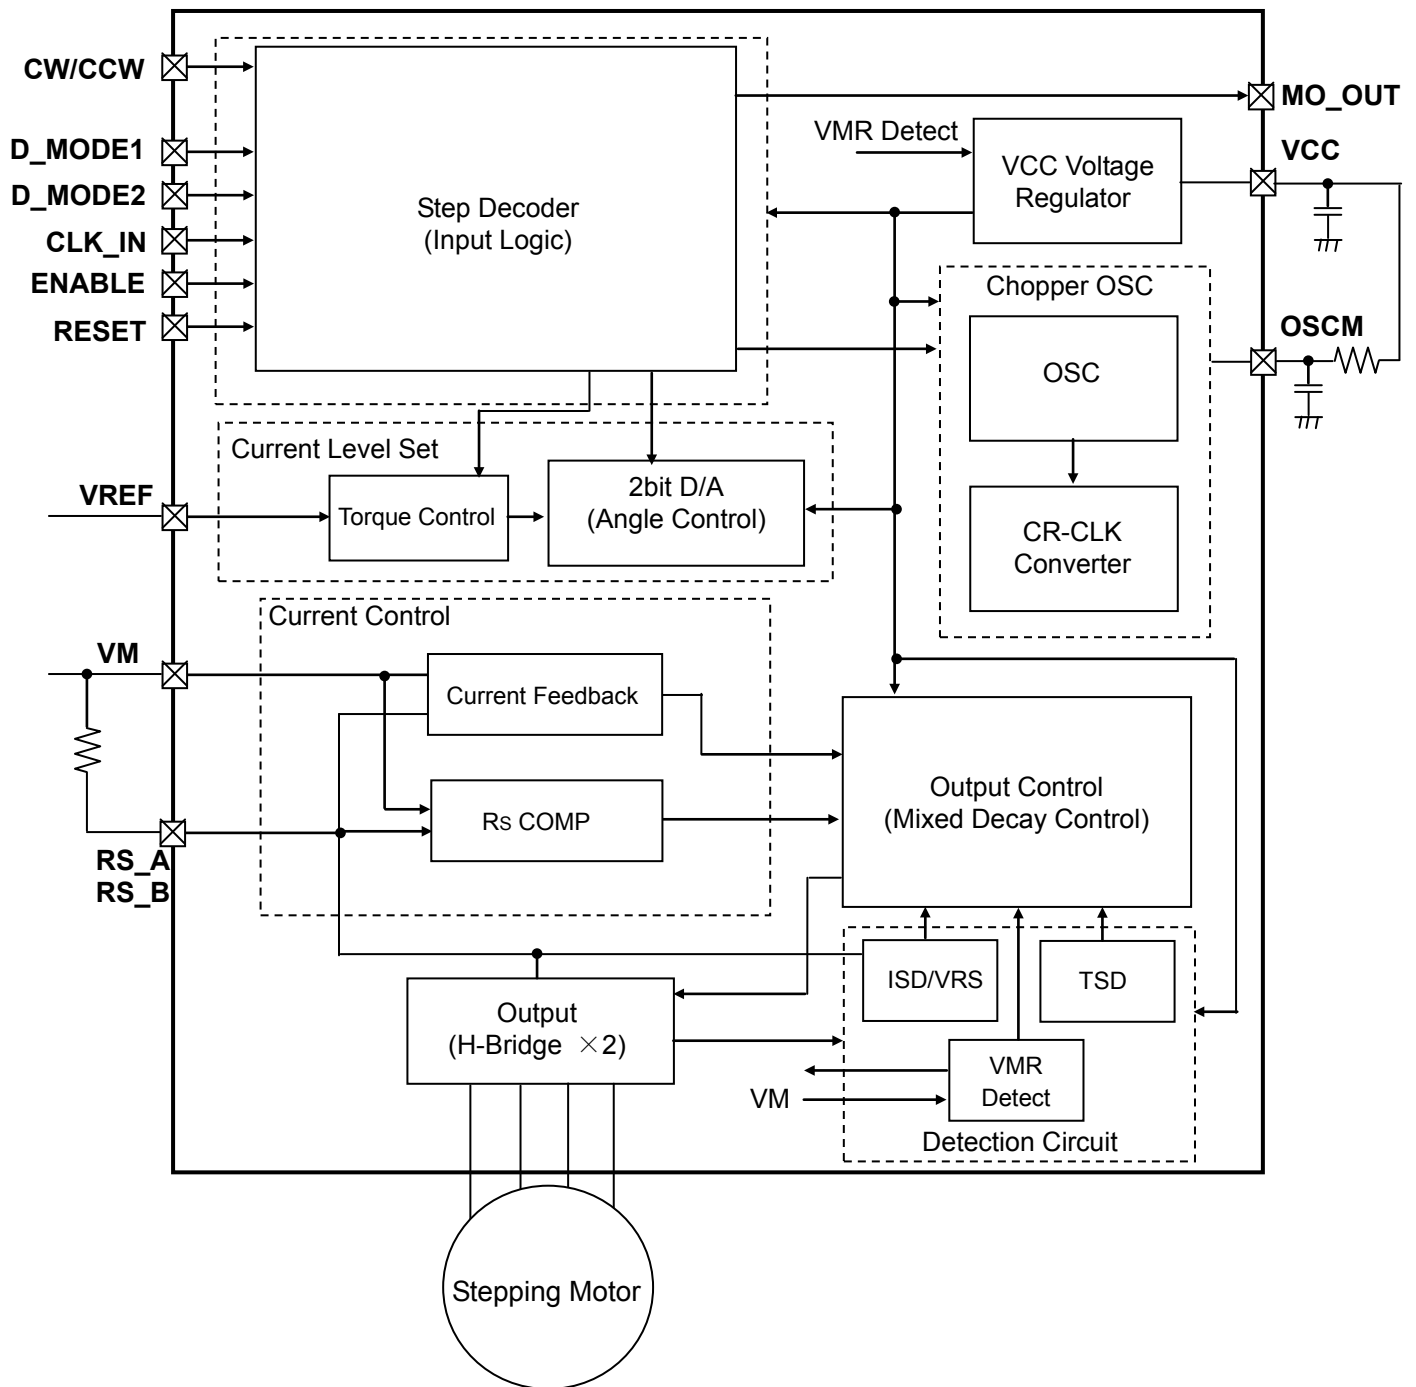 CW/CCW
D_MODE1
D_MODE2
CLK_IN
ENABLE
RESET
Step Decoder
(Input Logic)
MO_OUT
VMR Detect
VCC Voltage
Regulator
VCC
Chopper OSC
OSC
CR-CLK
Converter
OSCM
Current Level Set
VREF
Torque Control
2bit D/A
(Angle Control)
Current Control
VM
Current Feedback
Rs COMP
RS_A
RS_B
Output Control
(Mixed Decay Control)
ISD/VRS
TSD
VMR
Detect
VM
Detection Circuit
Output
(H-Bridge ×2)
Stepping Motor